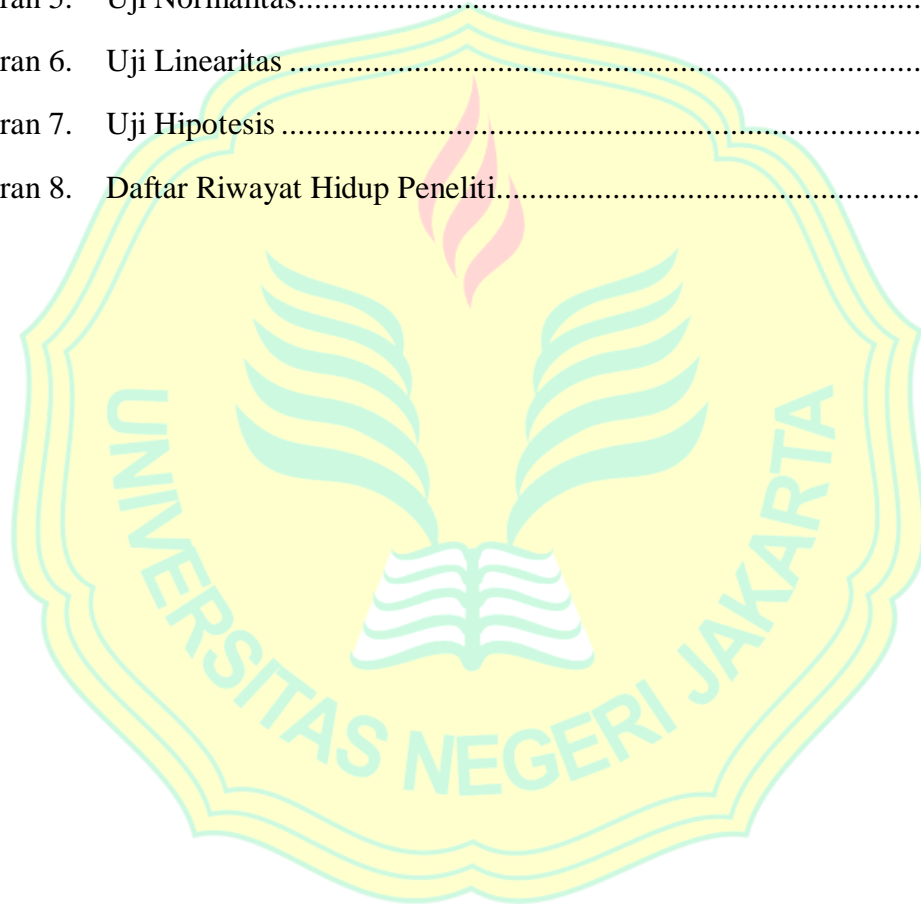 ran 5. Uji Normalitas........................................................................
ran 6. Uji Linearitas ........................................................................
ran 7. Uji Hipotesis .........................................................................
ran 8. Daftar Riwayat Hidup Peneliti................................................
UNIVERSITAS NEGERI JAKARTA